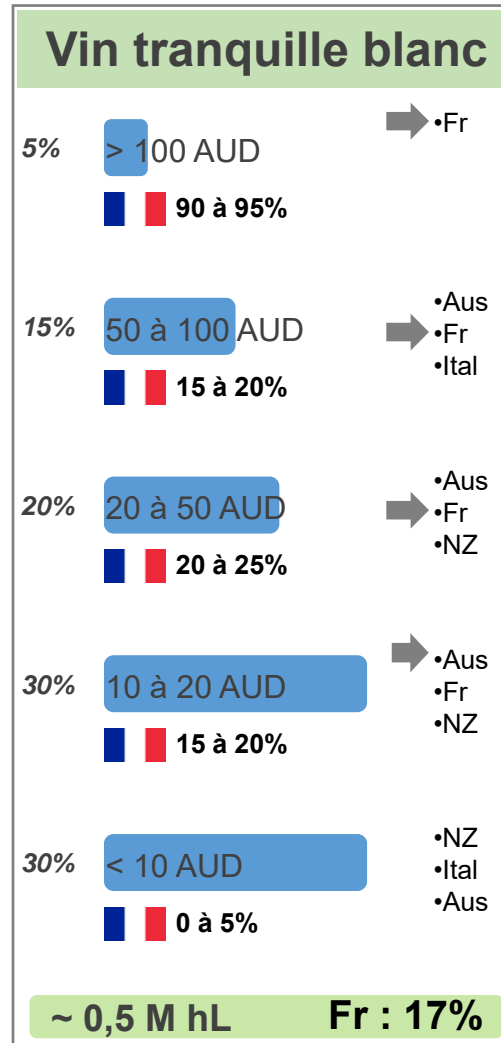 Vin tranquille blanc
5%
> 100 AUD
•Fr
90 à 95%
15%
50 à 100 AUD
•Aus
•Fr
•Ital
15 à 20%
20%
20 à 50 AUD
•Aus
•Fr
•NZ
20 à 25%
30%
10 à 20 AUD
•Aus
•Fr
•NZ
15 à 20%
30%
< 10 AUD
•NZ
•Ital
•Aus
0 à 5%
~ 0,5 M hL Fr : 17%